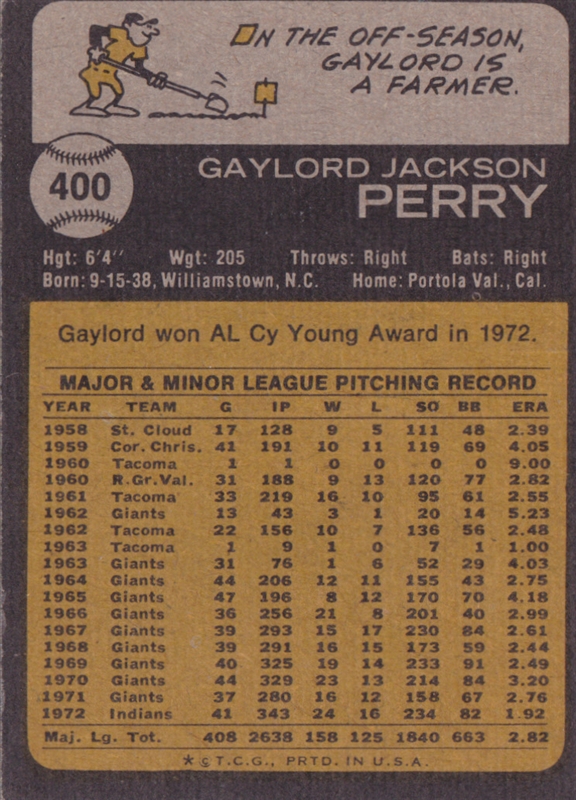 IN THE OFF-SEASON,
GAYLORD IS
A FARMER.
N
400
GAYLORD JACKSON
PERRY
Hgt: 6'4" Wgt: 205 Throws: Right Bats: Right
Born: 9-15-38, Williamstown, N.C. Home: Portola Val., Cal.
Gaylord won AL Cy Young Award in 1972.
MAJOR & MINOR LEAGUE PITCHING RECORD
YEAR TEAM G IP W L SO BB ERA
1958 St. Cloud 17 128 9 5 111 48 2.39
1959 Cor. Chris. 41 191 10 11 119 69 4.05
1960 Tacoma 1 1 0 0 0 0 9.00
1960 R.Gr.Val. 31 188 9 13 120 77 2.82
1961 Tacoma 33 219 16 10 95 61 2.55
1962 Giants 13 43 3 1 20 14 5.23
1962 Tacoma 22 156 10 7 136 56 2.48
1963 Tacoma 1 9 1 0 7 1 1.00
1963 Giants 31 76 1 6 52 29 4.03
1964 Giants 44 206 12 11 155 43 2.75
1965 Giants 47 196 8 12 170 70 4.18
1966 Giants 36 256 21 8 201 40 2.99
1967 Giants 39 293 15 17 230 84 2.61
1968 Giants 39 291 16 15 173 59 2.44
1969 Giants 40 325 19 14 233 91 2.49
1970 Giants 44 329 23 13 214 84 3.20
1971 Giants 37 280 16 12 158 67 2.76
1972 Indians 41 343 24 16 234 82 1.92
Maj. Lg. Tot. 408 2638 158 125 1840 663 2.82
* © T.C.G., PRTD. IN U.S.A.